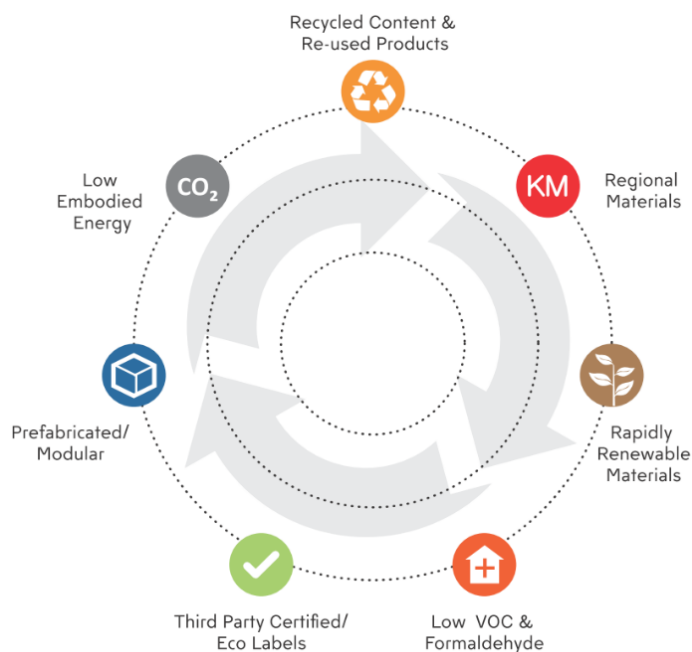 Recycled Content &
Re-used Products
KM
Regional
Materials
Rapidly
Renewable
Materials
Low VOC &
Formaldehyde
Third Party Certified/
Eco Labels
Prefabricated/
Modular
CO₂
Low
Embodied
Energy